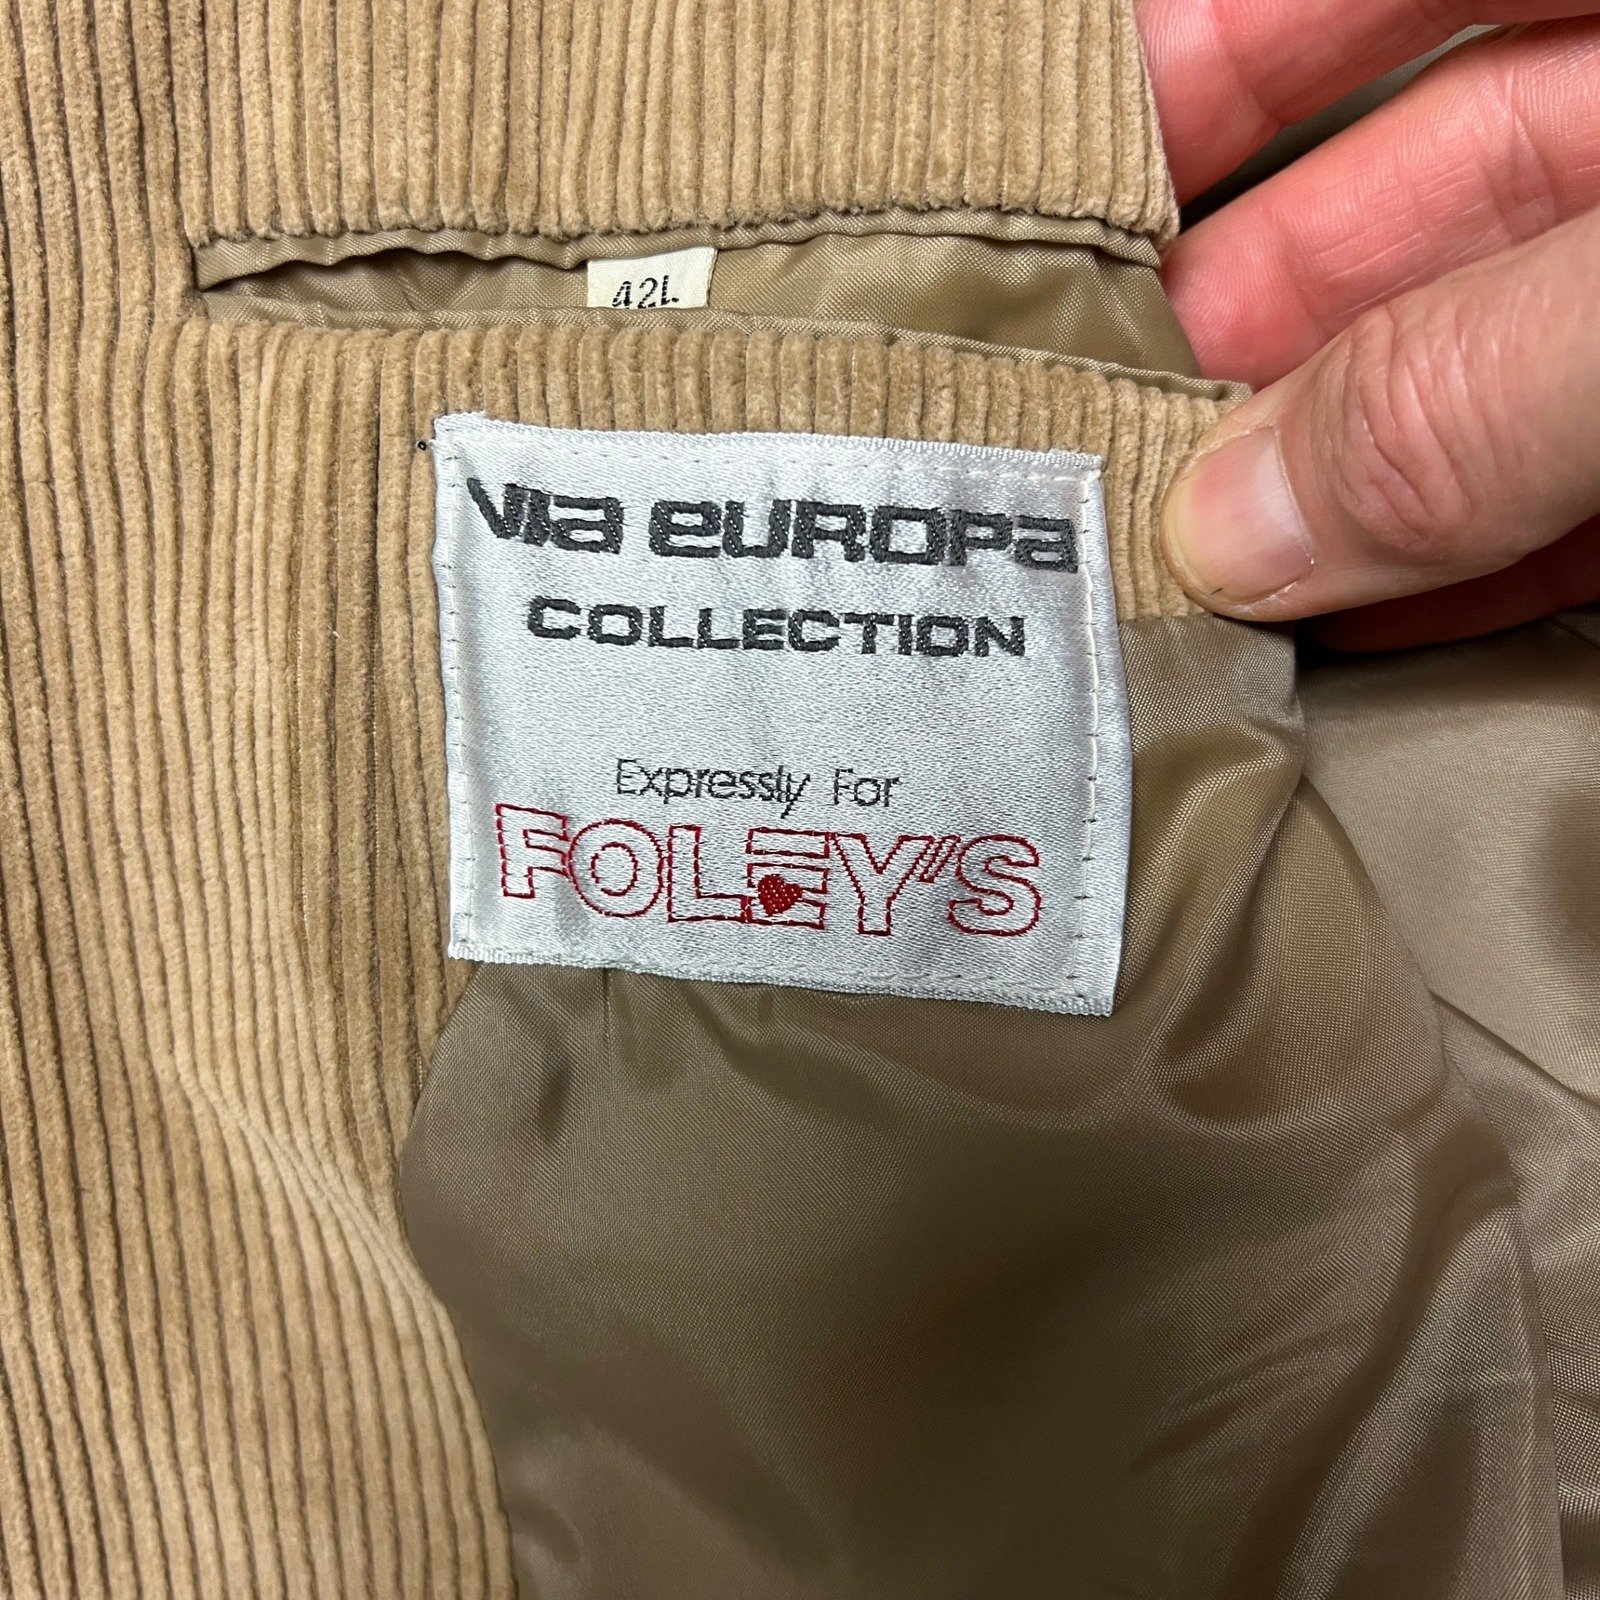 42L
via europa
COLLECTION
Expressly For
FOLEY'S